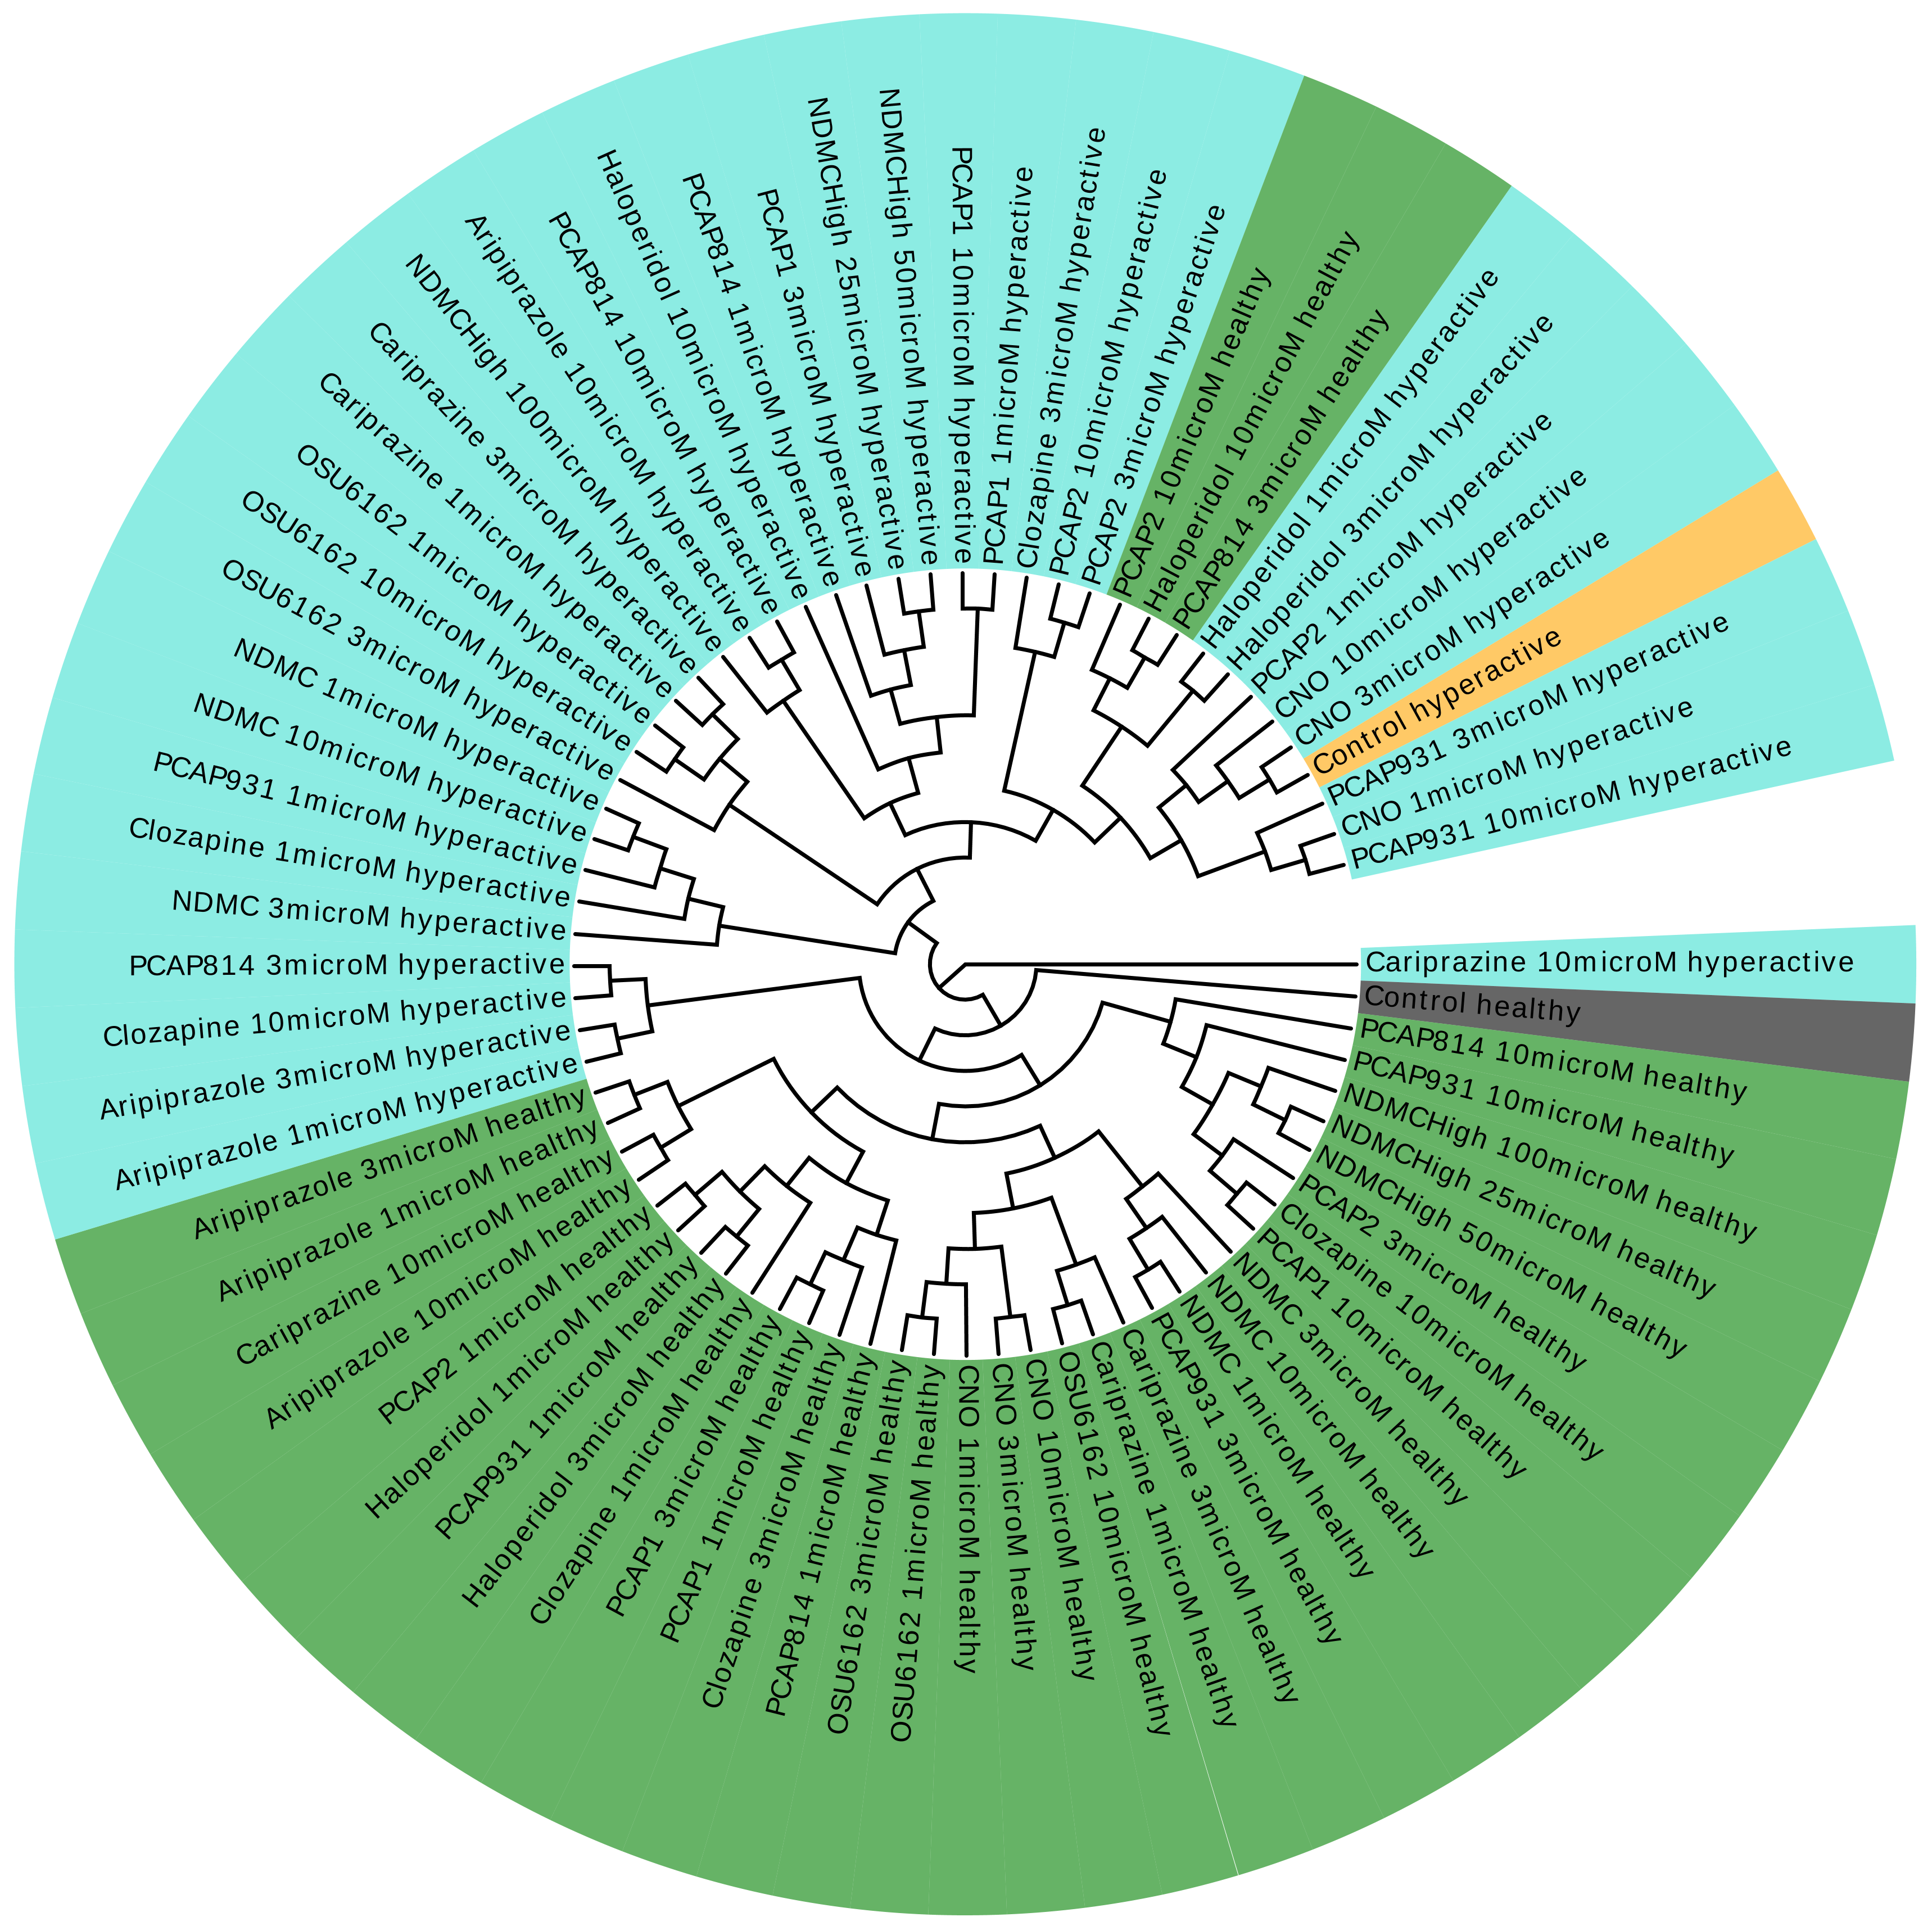 Cariprazine 10microM hyperactive
Control healthy
PCAP814 10microM healthy
PCAP931 10microM healthy
NDMCHigh 100microM healthy
NDMCHigh 25microM healthy
NDMCHigh 50microM healthy
PCAP2 3microM healthy
Clozapine 10microM healthy
PCAP1 10microM healthy
NDMC 3microM healthy
NDMC 10microM healthy
NDMC 1microM healthy
PCAP931 3microM healthy
Cariprazine 3microM healthy
Cariprazine 1microM healthy
OSU6162 10microM healthy
CNO 10microM healthy
CNO 3microM healthy
CNO 1microM healthy
OSU6162 1microM healthy
OSU6162 3microM healthy
PCAP814 1microM healthy
Clozapine 3microM healthy
PCAP1 1microM healthy
PCAP1 3microM healthy
Clozapine 1microM healthy
Haloperidol 3microM healthy
PCAP931 1microM healthy
Haloperidol 1microM healthy
PCAP2 1microM healthy
Aripiprazole 10microM healthy
Cariprazine 10microM healthy
Aripiprazole 1microM healthy
Aripiprazole 3microM healthy
Aripiprazole 1microM hyperactive
Aripiprazole 3microM hyperactive
Clozapine 10microM hyperactive
PCAP814 3microM hyperactive
NDMC 3microM hyperactive
Clozapine 1microM hyperactive
PCAP931 1microM hyperactive
NDMC 10microM hyperactive
NDMC 1microM hyperactive
OSU6162 3microM hyperactive
OSU6162 10microM hyperactive
OSU6162 1microM hyperactive
Cariprazine 1microM hyperactive
Cariprazine 3microM hyperactive
NDMCHigh 100microM hyperactive
Aripiprazole 10microM hyperactive
PCAP814 10microM hyperactive
Haloperidol 10microM hyperactive
PCAP814 1microM hyperactive
PCAP1 3microM hyperactive
NDMCHigh 25microM hyperactive
NDMCHigh 50microM hyperactive
PCAP1 10microM hyperactive
PCAP1 1microM hyperactive
Clozapine 3microM hyperactive
PCAP2 10microM hyperactive
PCAP2 3microM hyperactive
PCAP2 10microM healthy
Haloperidol 10microM healthy
PCAP814 3microM healthy
Haloperidol 1microM hyperactive
Haloperidol 3microM hyperactive
PCAP2 1microM hyperactive
CNO 10microM hyperactive
CNO 3microM hyperactive
Control hyperactive
PCAP931 3microM hyperactive
CNO 1microM hyperactive
PCAP931 10microM hyperactive